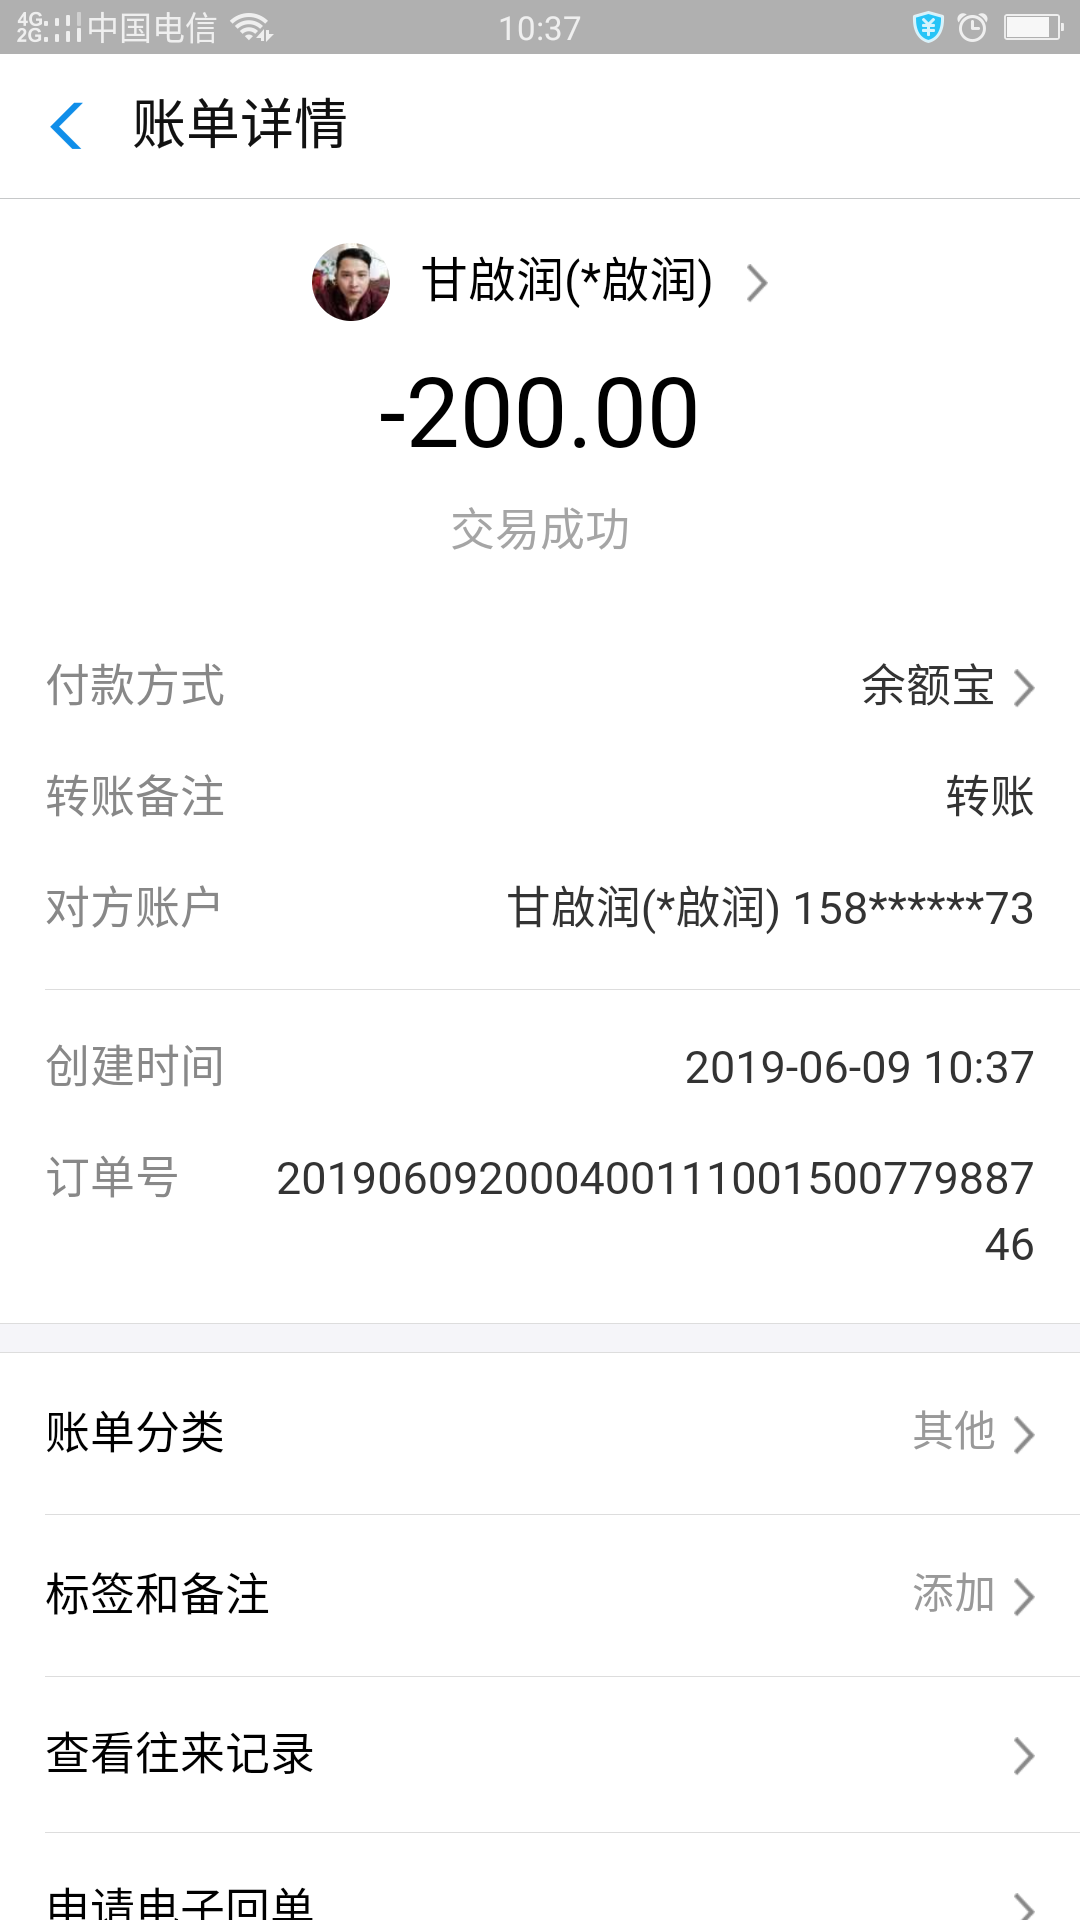 4G 2G 中国电信 10:37
账单详情
甘啟润(*啟润)
-200.00
交易成功
付款方式 余额宝
转账备注 转账
对方账户 甘啟润(*啟润) 158******73
创建时间 2019-06-09 10:37
订单号 201906092000400111001500779887
46
账单分类 其他
标签和备注 添加
查看往来记录
申请电子回单